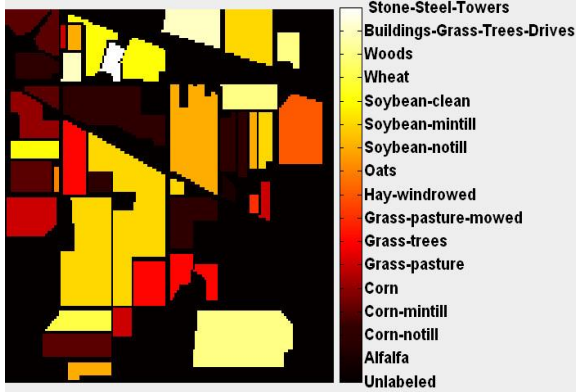 Stone-Steel-Towers
Buildings-Grass-Trees-Drives
Woods
Wheat
Soybean-clean
Soybean-mintill
Soybean-notill
Oats
Hay-windrowed
Grass-pasture-mowed
Grass-trees
Grass-pasture
Corn
Corn-mintill
Corn-notill
Alfalfa
Unlabeled